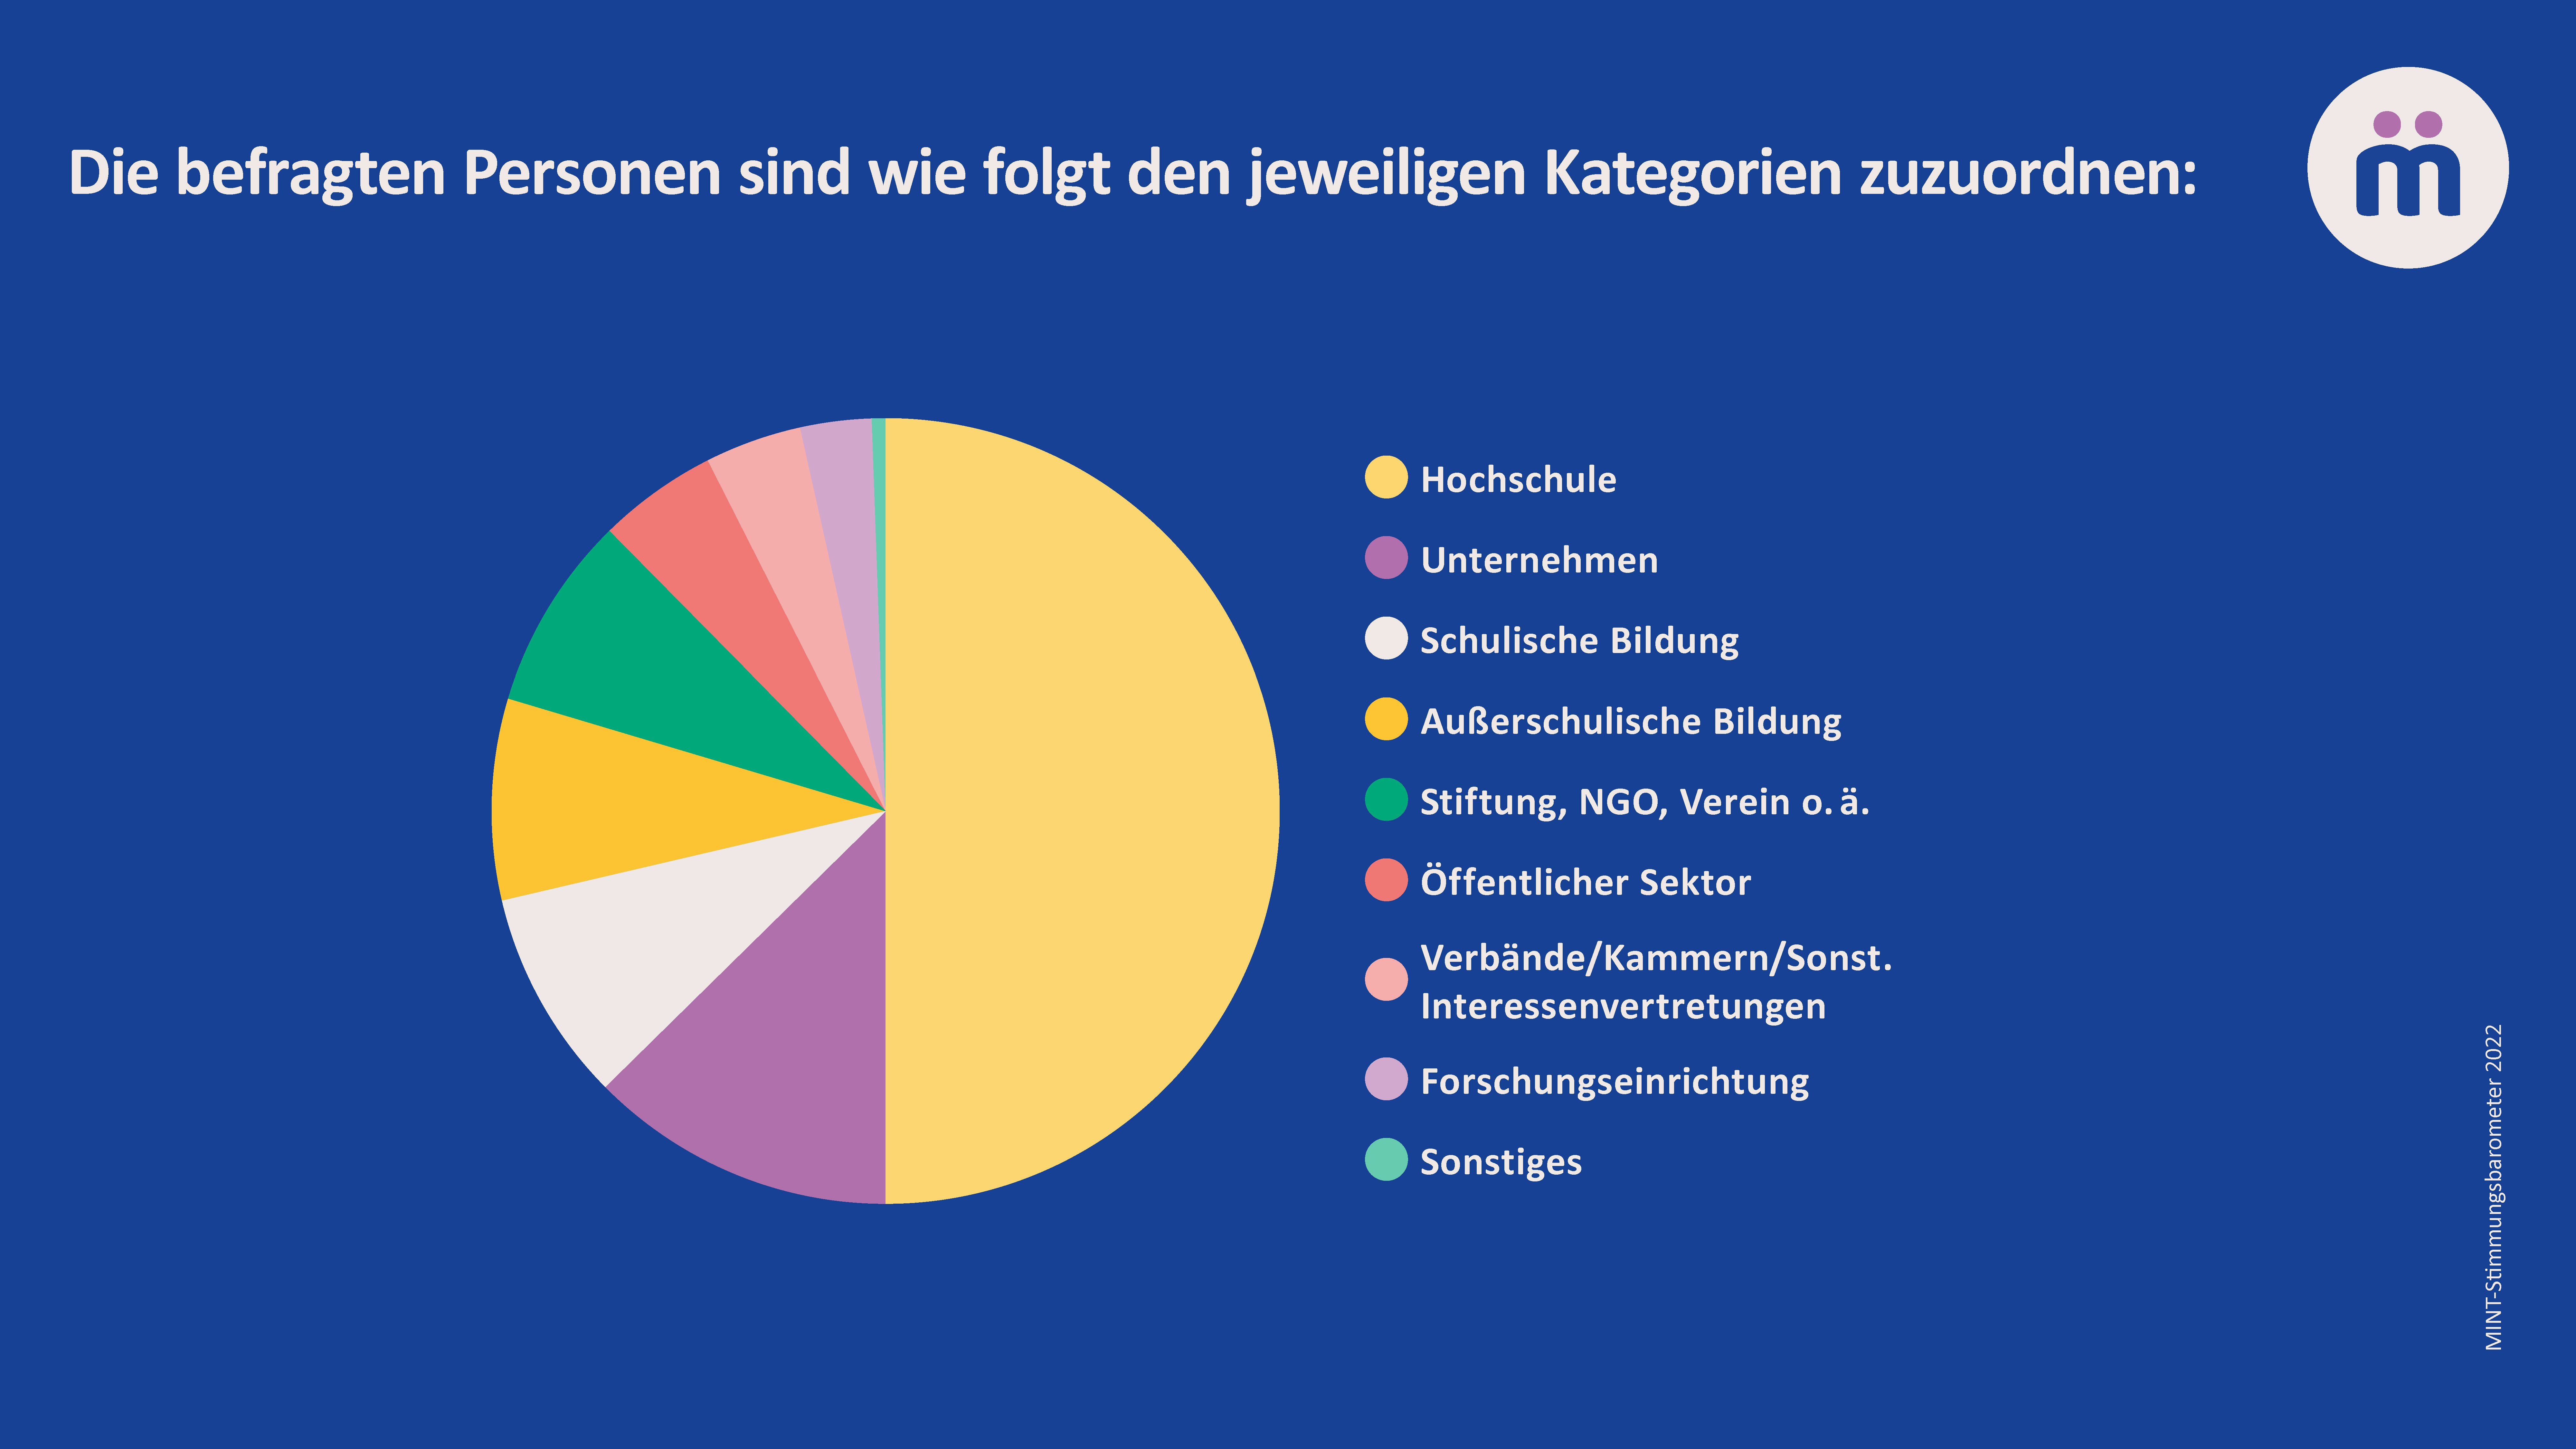 Die befragten Personen sind wie folgt den jeweiligen Kategorien zuzuordnen:
Hochschule
Unternehmen
Schulische Bildung
Außerschulische Bildung
Stiftung, NGO, Verein o. ä.
Öffentlicher Sektor
Verbände/Kammern/Sonst.
Interessenvertretungen
Forschungseinrichtung
Sonstiges
MINT-Stimmungsbarometer 2022